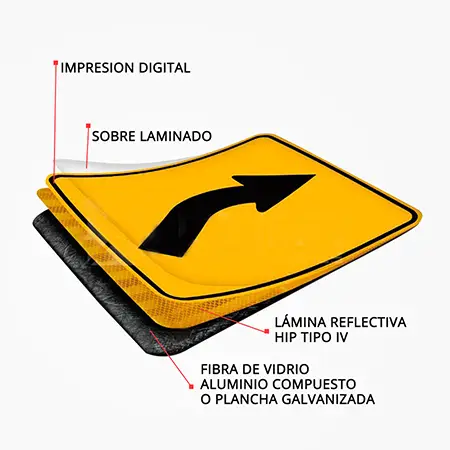 IMPRESION DIGITAL
SOBRE LAMINADO
LÁMINA REFLECTIVA
HIP TIPO IV
FIBRA DE VIDRIO
ALUMINIO COMPUESTO
O PLANCHA GALVANIZADA